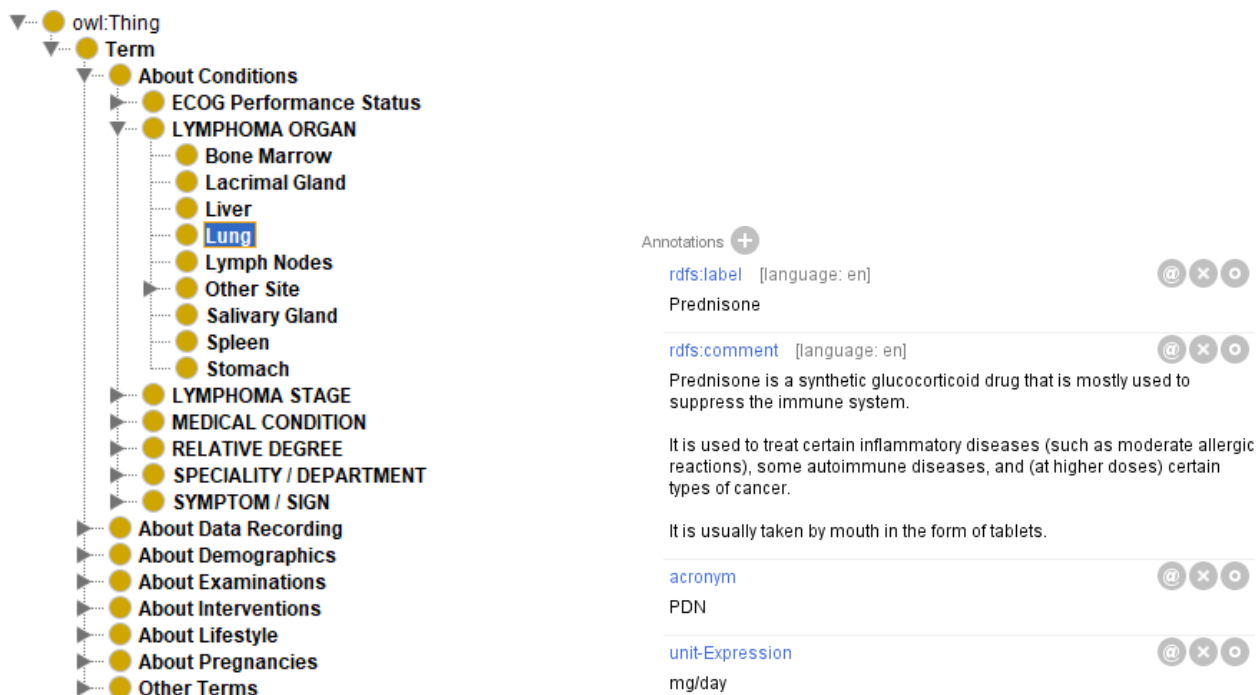 owl:Thing
Term
About Conditions
ECOG Performance Status
LYMPHOMA ORGAN
Bone Marrow
Lacrimal Gland
Liver
Lung
Lymph Nodes
Other Site
Salivary Gland
Spleen
Stomach
LYMPHOMA STAGE
MEDICAL CONDITION
RELATIVE DEGREE
SPECIALITY / DEPARTMENT
SYMPTOM / SIGN
About Data Recording
About Demographics
About Examinations
About Interventions
About Lifestyle
About Pregnancies
Other Terms
Annotations
rdfs:label [language: en]
Prednisone
rdfs:comment [language: en]
Prednisone is a synthetic glucocorticoid drug that is mostly used to
suppress the immune system.
It is used to treat certain inflammatory diseases (such as moderate allergic
reactions), some autoimmune diseases, and (at higher doses) certain
types of cancer.
It is usually taken by mouth in the form of tablets.
acronym
PDN
unit-Expression
mg/day